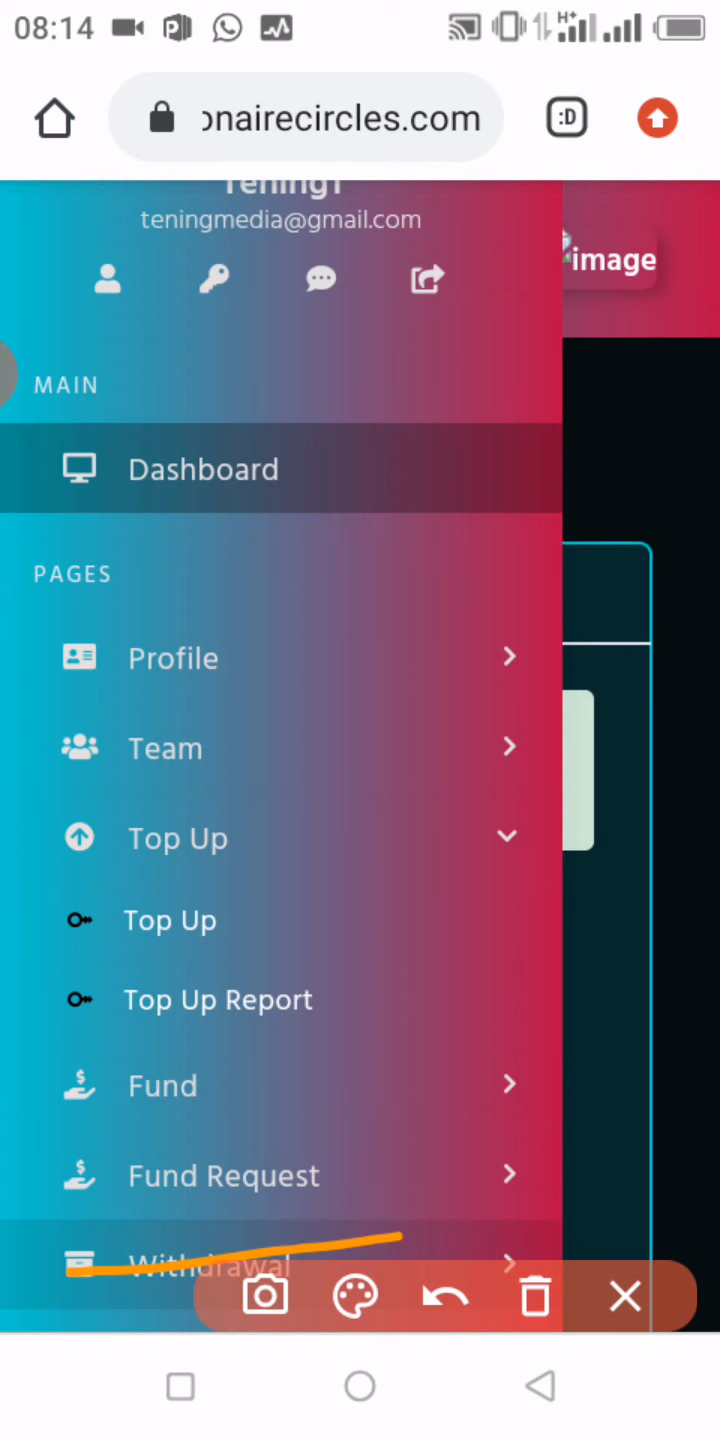 08:14
H+
onairecircles.com
:D
Tening1
teningmedia@gmail.com
image
MAIN
Dashboard
PAGES
Profile
Team
Top Up
Top Up
Top Up Report
Fund
Fund Request
Withdrawal